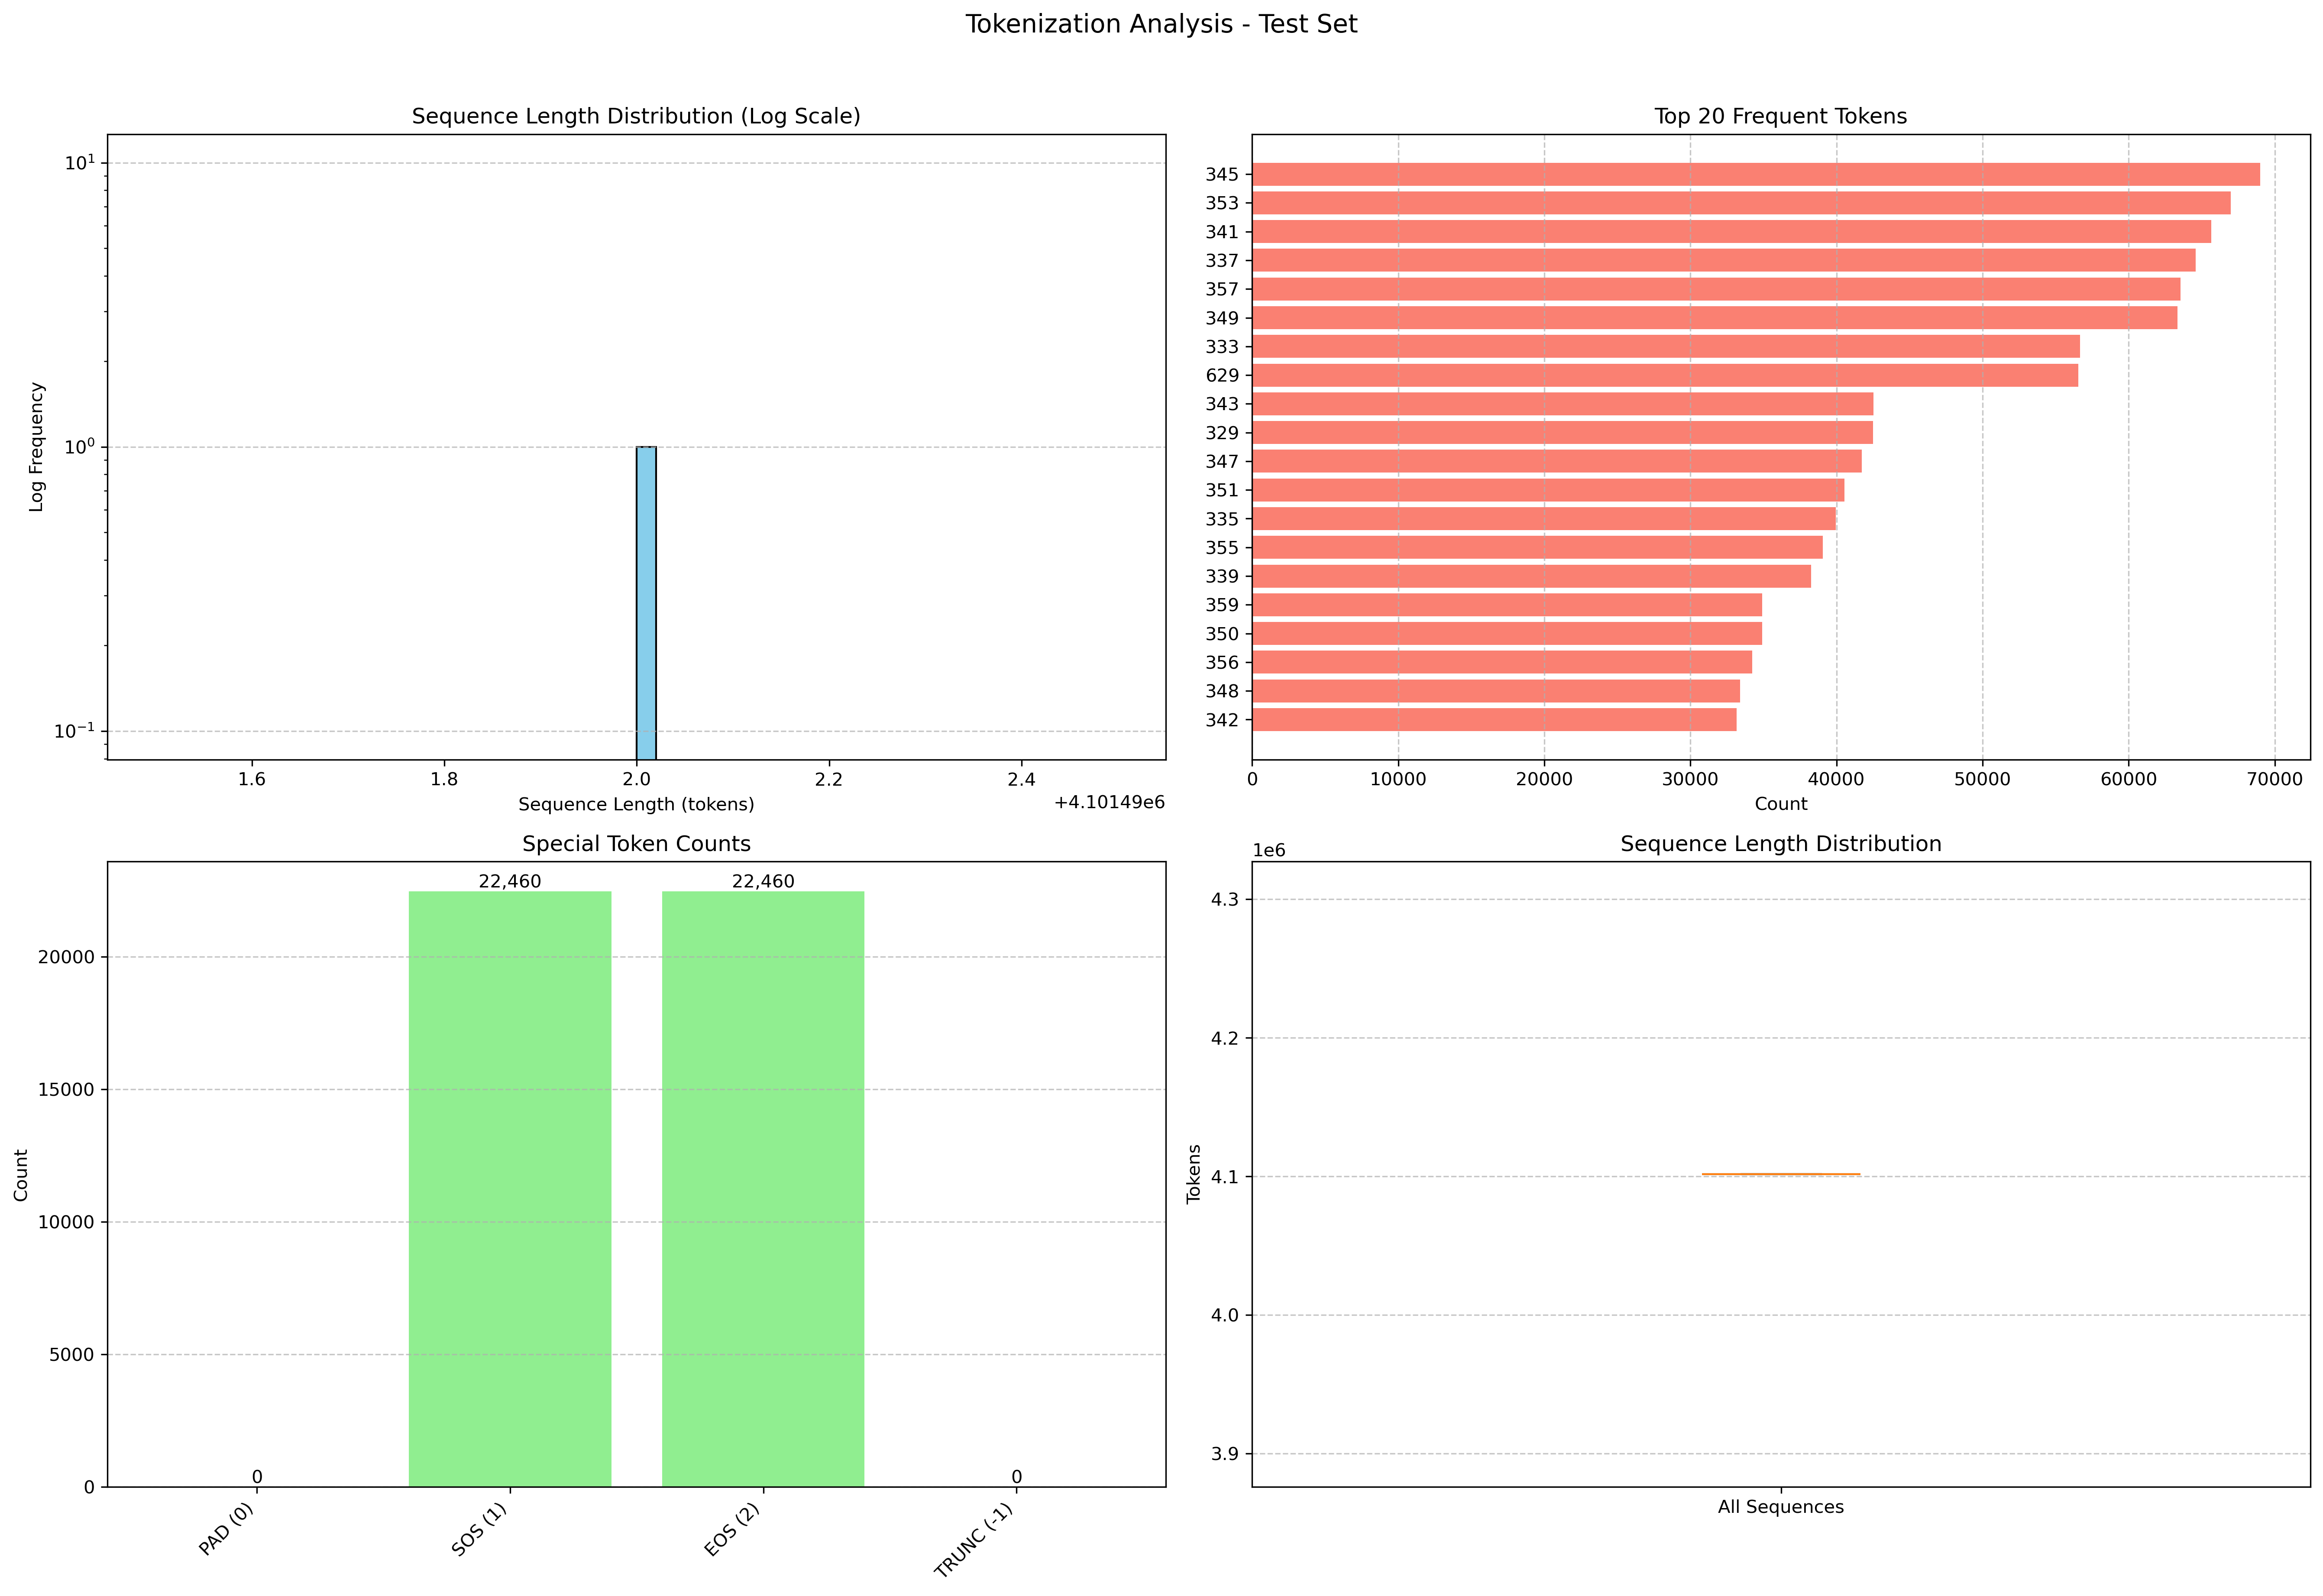 Tokenization Analysis - Test Set
Sequence Length Distribution (Log Scale)
10¹
10⁰
10⁻¹
Log Frequency
1.6 1.8 2.0 2.2 2.4
Sequence Length (tokens)
+4.10149e6
Top 20 Frequent Tokens
345
353
341
337
357
349
333
629
343
329
347
351
335
355
339
359
350
356
348
342
0 10000 20000 30000 40000 50000 60000 70000
Count
Special Token Counts
22,460 22,460
20000
15000
10000
5000
0
Count
0 0
PAD (0) SOS (1) EOS (2) TRUNC (-1)
Sequence Length Distribution
1e6
4.3
4.2
4.1
4.0
3.9
Tokens
All Sequences